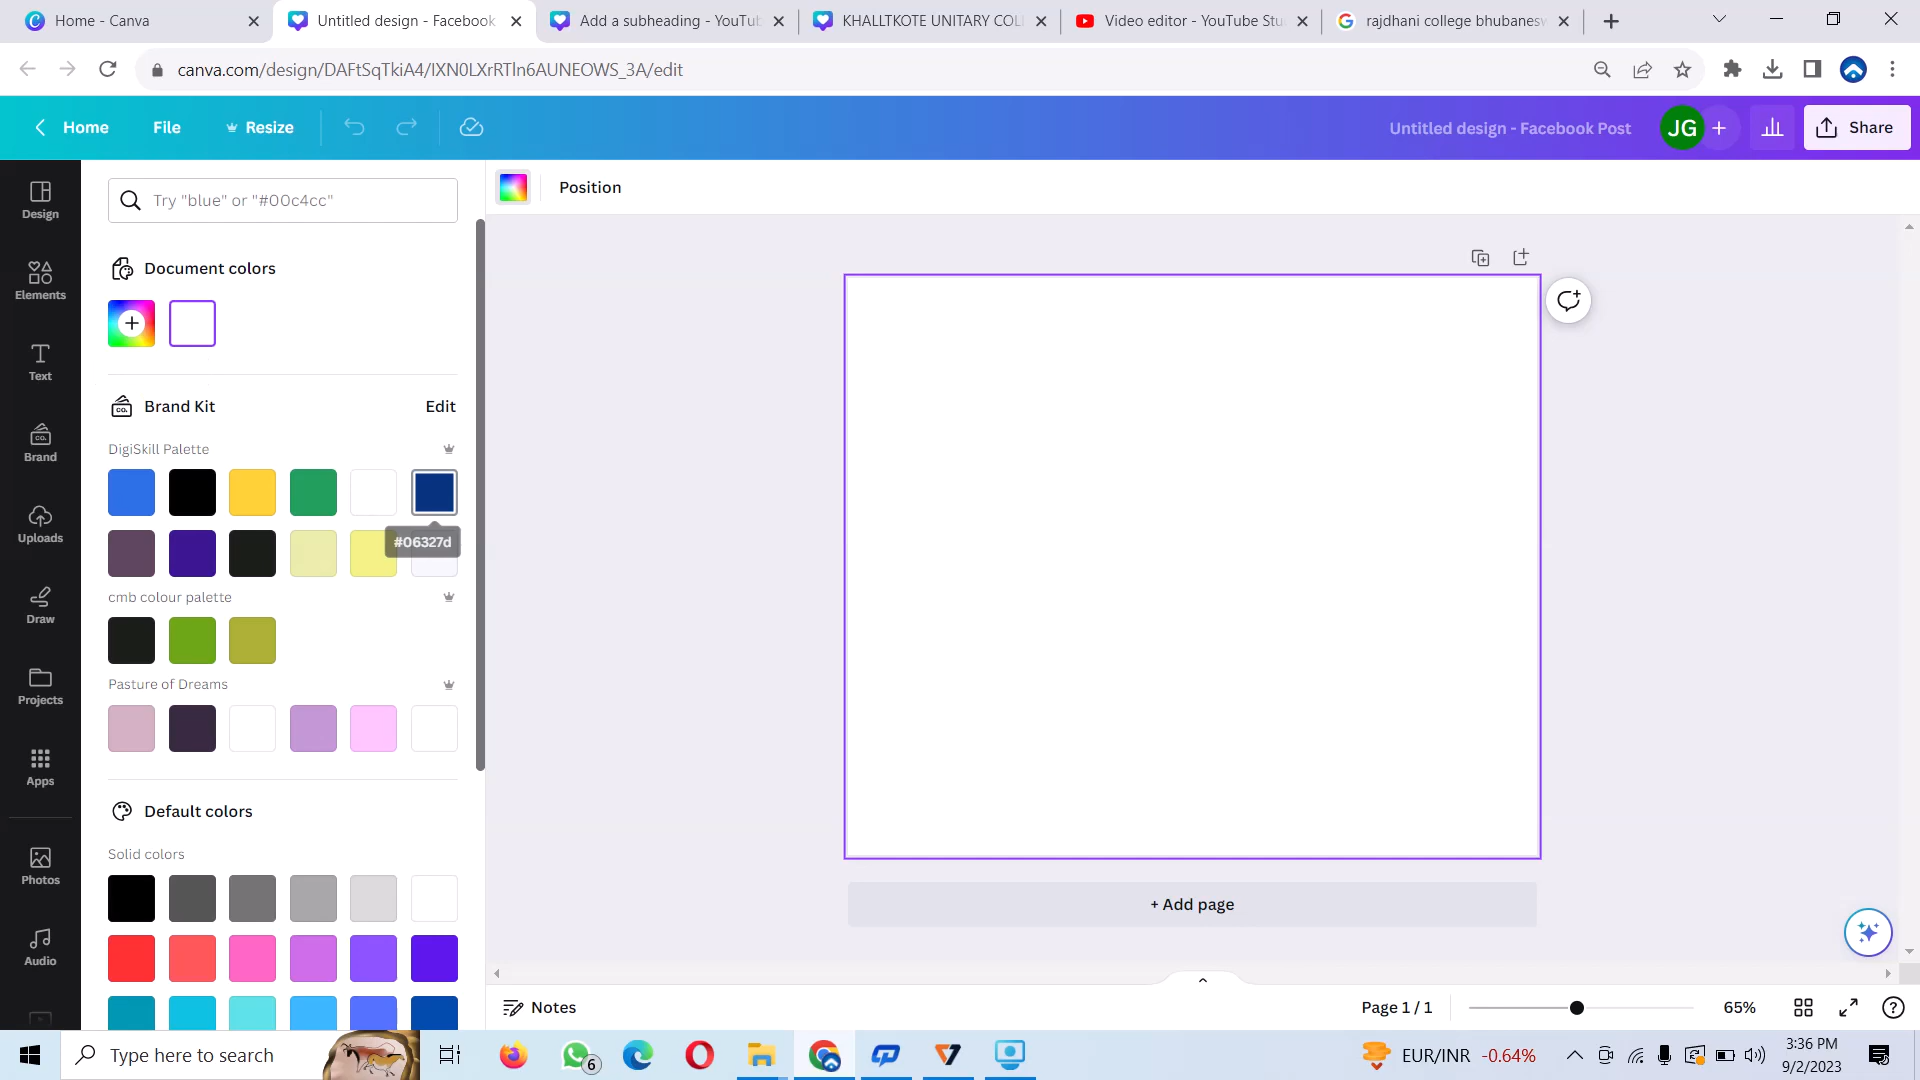 Home - Canva
Untitled design - Facebook
Add a subheading - YouTub
KHALLTKOTE UNITARY COLL
Video editor - YouTube Stu
rajdhani college bhubanesw
canva.com/design/DAFtSqTkiA4/IXN0LXrRTln6AUNEOWS_3A/edit
Home
File
Resize
Untitled design - Facebook Post
JG
+
Share
Design
Elements
Text
Brand
Uploads
Draw
Projects
Apps
Photos
Audio
Try "blue" or "#00c4cc"
Document colors
Brand Kit
Edit
DigiSkill Palette
#06327d
cmb colour palette
Pasture of Dreams
Default colors
Solid colors
Position
+ Add page
Notes
Page 1 / 1
65%
Type here to search
6
EUR/INR -0.64%
3:36 PM
9/2/2023